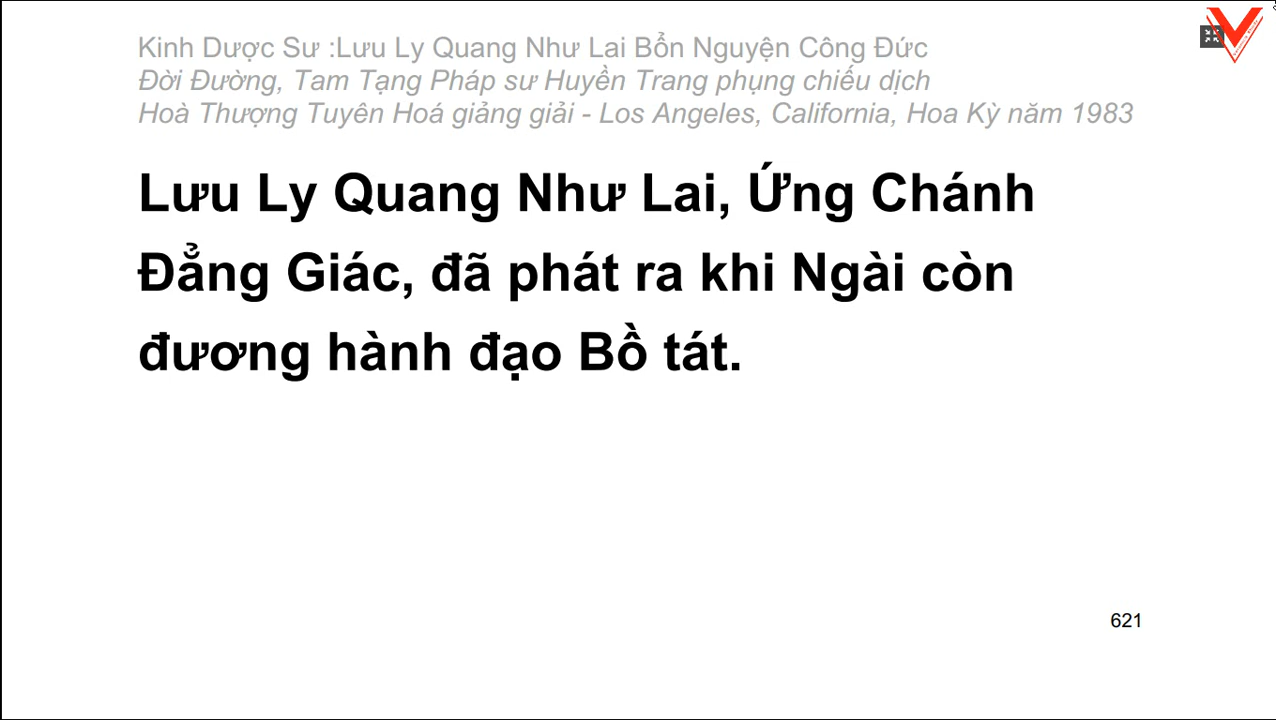 Kinh Dược Sư :Lưu Ly Quang Như Lai Bổn Nguyện Công Đức
Đời Đường, Tam Tạng Pháp sư Huyền Trang phụng chiếu dịch
Hoà Thượng Tuyên Hoá giảng giải - Los Angeles, California, Hoa Kỳ năm 1983
Lưu Ly Quang Như Lai, Ứng Chánh
Đẳng Giác, đã phát ra khi Ngài còn
đương hành đạo Bồ tát.
621